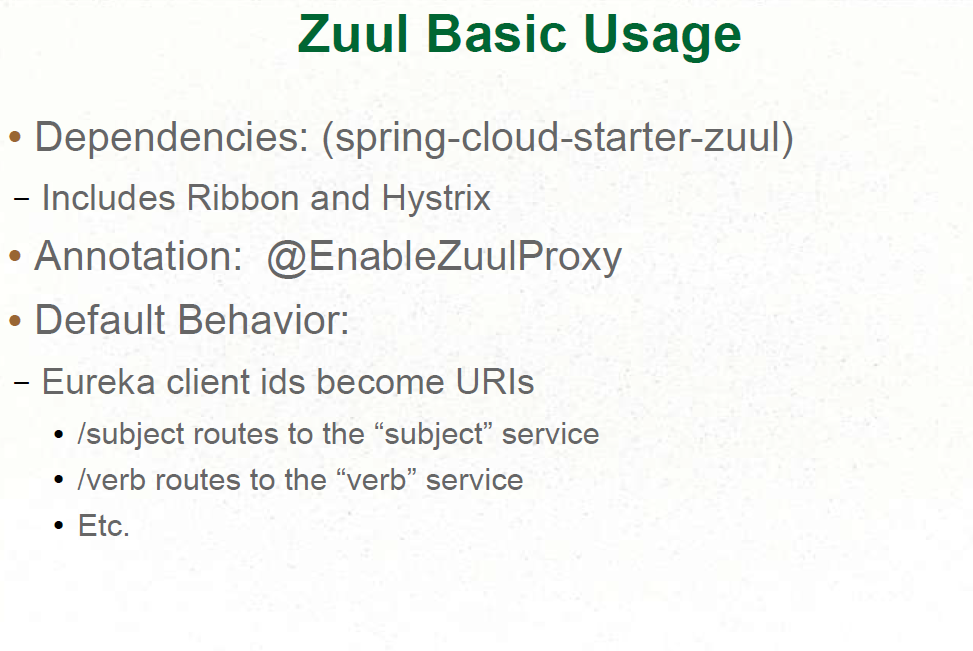 Zuul Basic Usage
• Dependencies: (spring-cloud-starter-zuul)
– Includes Ribbon and Hystrix
• Annotation:  @EnableZuulProxy
• Default Behavior:
– Eureka client ids become URIs
• /subject routes to the “subject” service
• /verb routes to the “verb” service
• Etc.